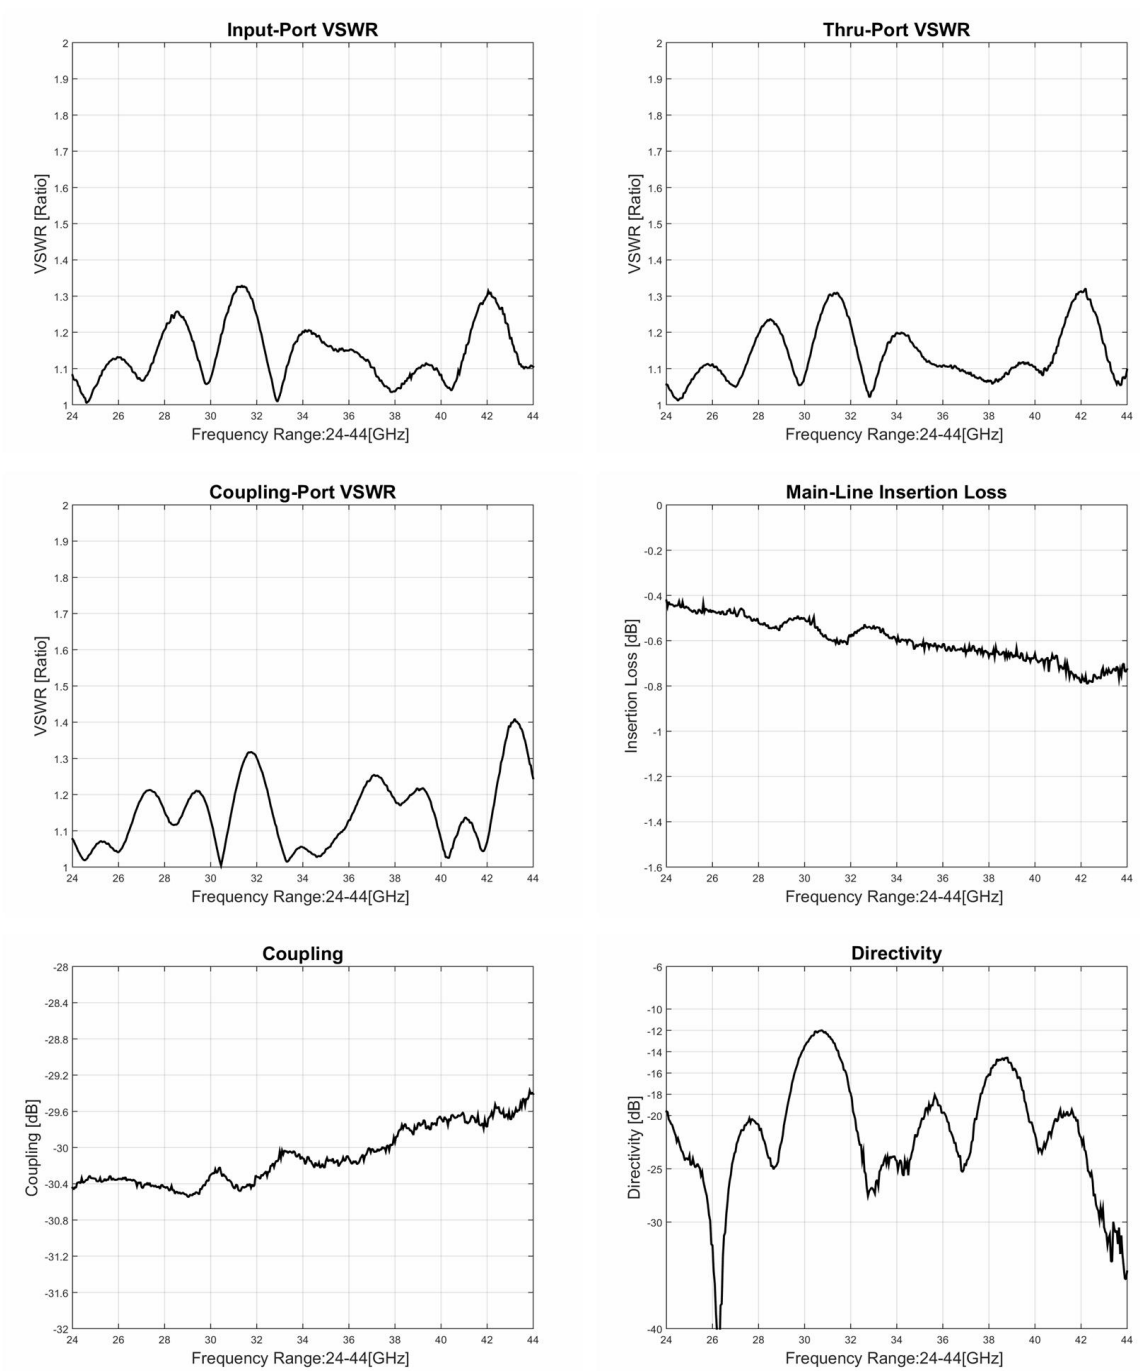 Input-Port VSWR
VSWR [Ratio]
2
1.9
1.8
1.7
1.6
1.5
1.4
1.3
1.2
1.1
1
24 26 28 30 32 34 36 38 40 42 44
Frequency Range:24-44[GHz]
Thru-Port VSWR
VSWR [Ratio]
2
1.9
1.8
1.7
1.6
1.5
1.4
1.3
1.2
1.1
1
24 26 28 30 32 34 36 38 40 42 44
Frequency Range:24-44[GHz]
Coupling-Port VSWR
VSWR [Ratio]
2
1.9
1.8
1.7
1.6
1.5
1.4
1.3
1.2
1.1
1
24 26 28 30 32 34 36 38 40 42 44
Frequency Range:24-44[GHz]
Main-Line Insertion Loss
Insertion Loss [dB]
0
-0.2
-0.4
-0.6
-0.8
-1
-1.2
-1.4
-1.6
24 26 28 30 32 34 36 38 40 42 44
Frequency Range:24-44[GHz]
Coupling
Coupling [dB]
-28
-28.4
-28.8
-29.2
-29.6
-30
-30.4
-30.8
-31.2
-31.6
-32
24 26 28 30 32 34 36 38 40 42 44
Frequency Range:24-44[GHz]
Directivity
Directivity [dB]
-6
-10
-12
-14
-16
-18
-20
-25
-30
-40
24 26 28 30 32 34 36 38 40 42 44
Frequency Range:24-44[GHz]